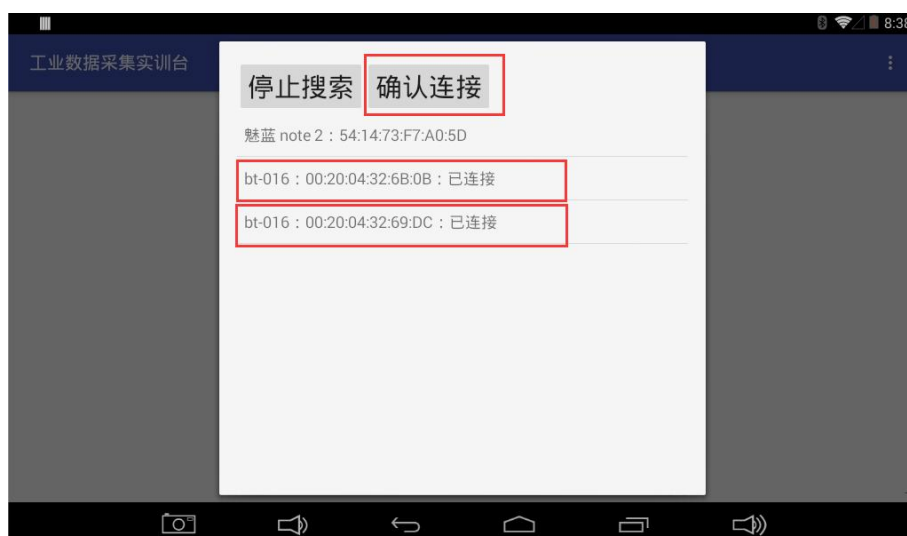 8:38
工业数据采集实训台
停止搜索 确认连接
魅蓝 note 2：54:14:73:F7:A0:5D
bt-016：00:20:04:32:6B:0B：已连接
bt-016：00:20:04:32:69:DC：已连接